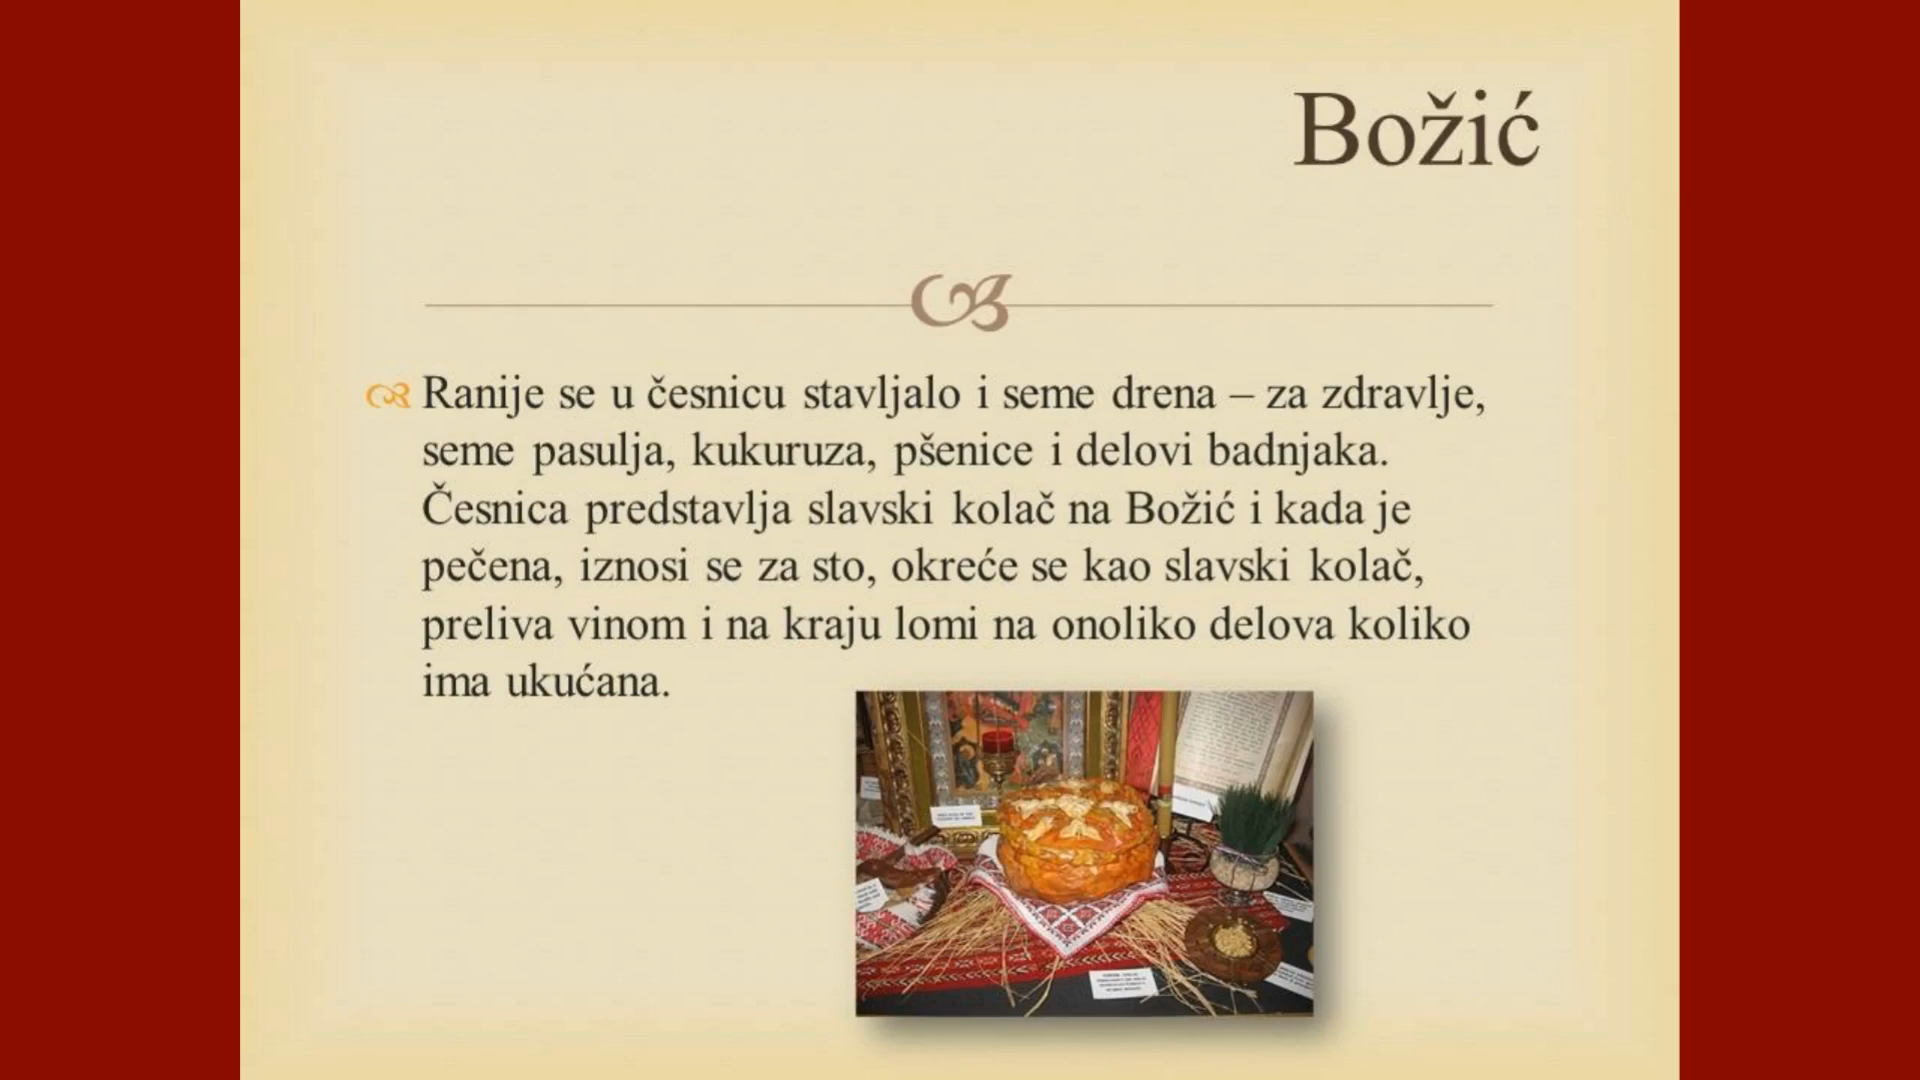 Božić
Ranije se u česnicu stavljalo i seme drena – za zdravlje,
seme pasulja, kukuruza, pšenice i delovi badnjaka.
Česnica predstavlja slavski kolač na Božić i kada je
pečena, iznosi se za sto, okreće se kao slavski kolač,
preliva vinom i na kraju lomi na onoliko delova koliko
ima ukućana.